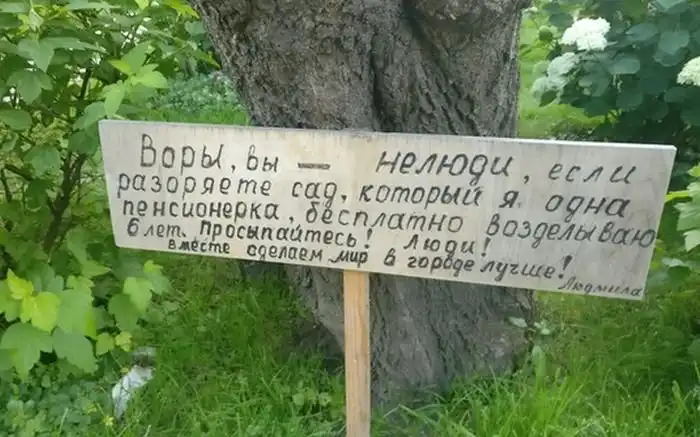 Воры, вы — нелюди, если
разоряете сад, который я одна
пенсионерка, бесплатно возделываю
6 лет. Просыпайтесь! Люди!
вместе сделаем мир в городе лучше!
Людмила